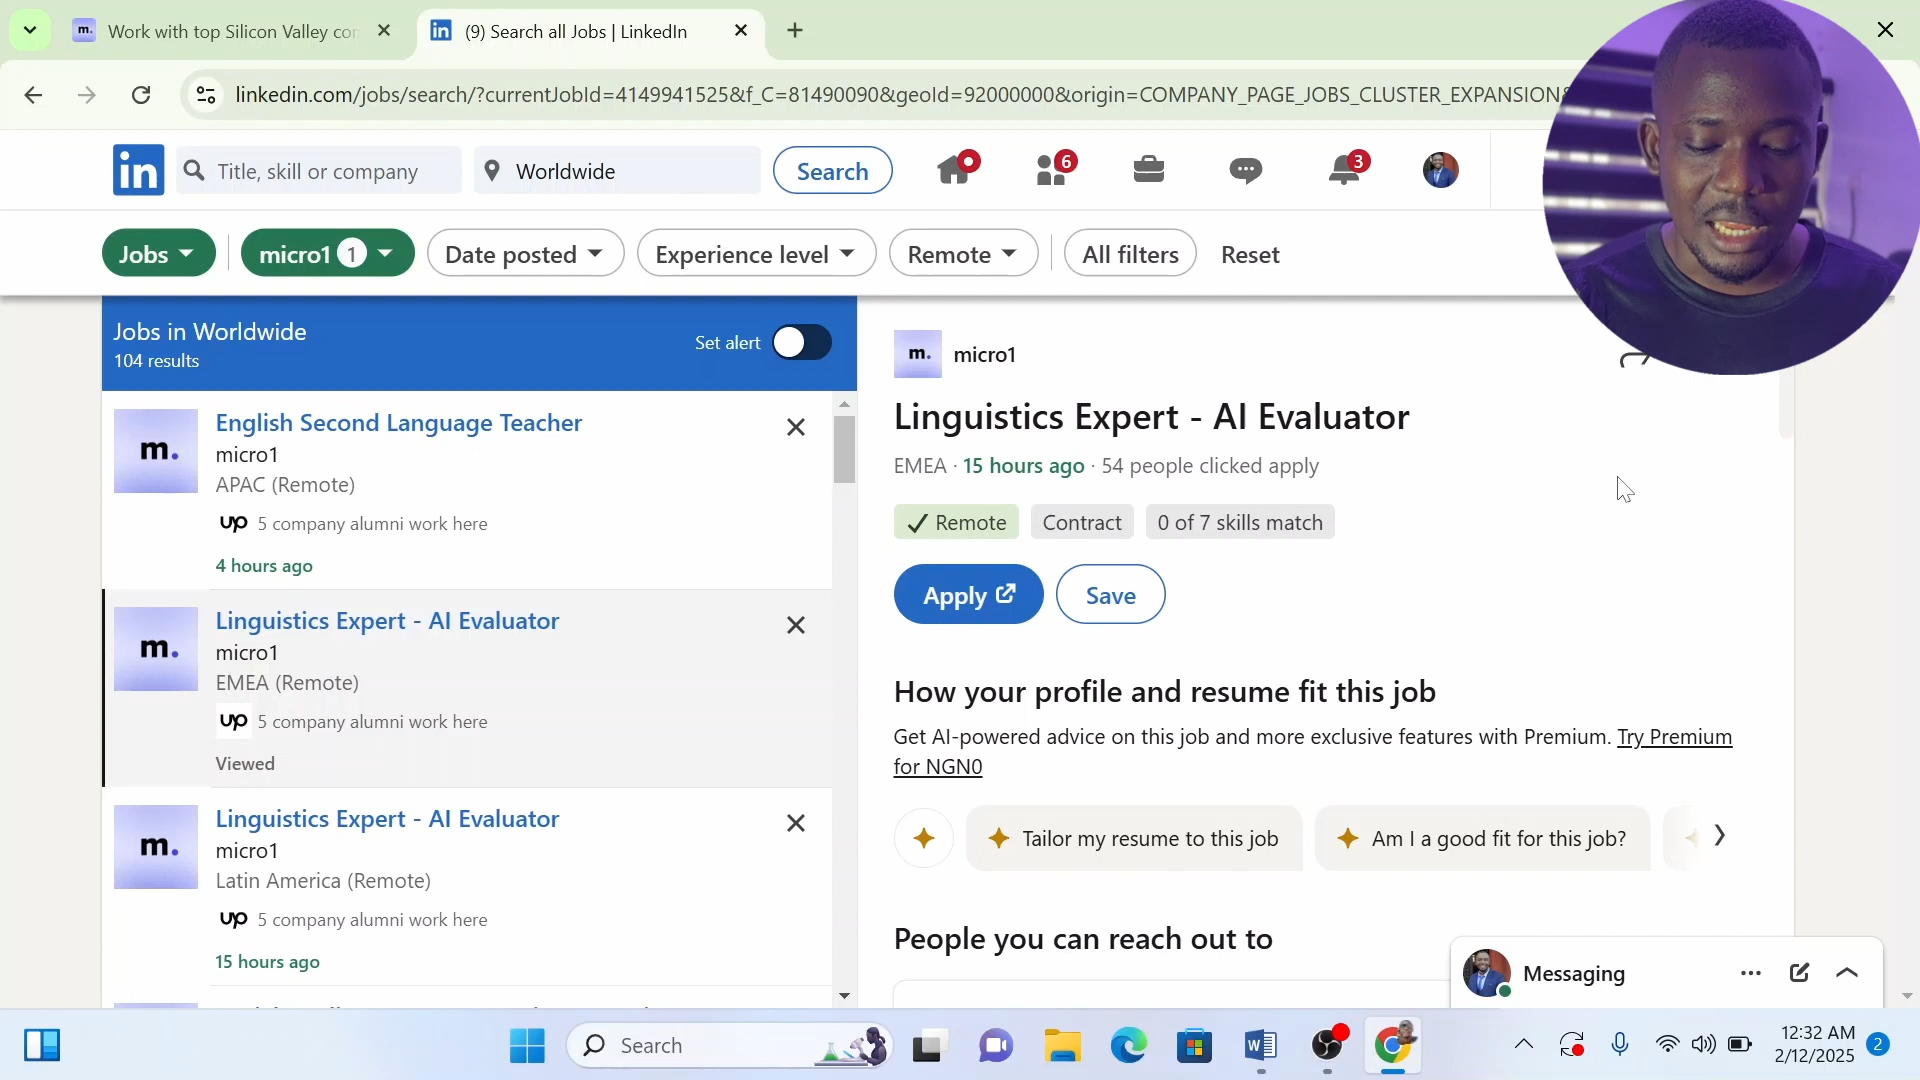 m. Work with top Silicon Valley cor
in (9) Search all Jobs | LinkedIn
linkedin.com/jobs/search/?currentJobId=4149941525&f_C=81490090&geoId=92000000&origin=COMPANY_PAGE_JOBS_CLUSTER_EXPANSION&
in Title, skill or company Worldwide Search 6 3
Jobs micro1 1 Date posted Experience level Remote All filters Reset
Jobs in Worldwide
104 results
Set alert
m.
English Second Language Teacher
micro1
APAC (Remote)
up 5 company alumni work here
4 hours ago
m.
Linguistics Expert - AI Evaluator
micro1
EMEA (Remote)
up 5 company alumni work here
Viewed
m.
Linguistics Expert - AI Evaluator
micro1
Latin America (Remote)
up 5 company alumni work here
15 hours ago
m. micro1
Linguistics Expert - AI Evaluator
EMEA · 15 hours ago · 54 people clicked apply
Remote Contract 0 of 7 skills match
Apply Save
How your profile and resume fit this job
Get AI-powered advice on this job and more exclusive features with Premium. Try Premium
for NGN0
Tailor my resume to this job Am I a good fit for this job?
People you can reach out to
Messaging
Search
12:32 AM
2/12/2025
2